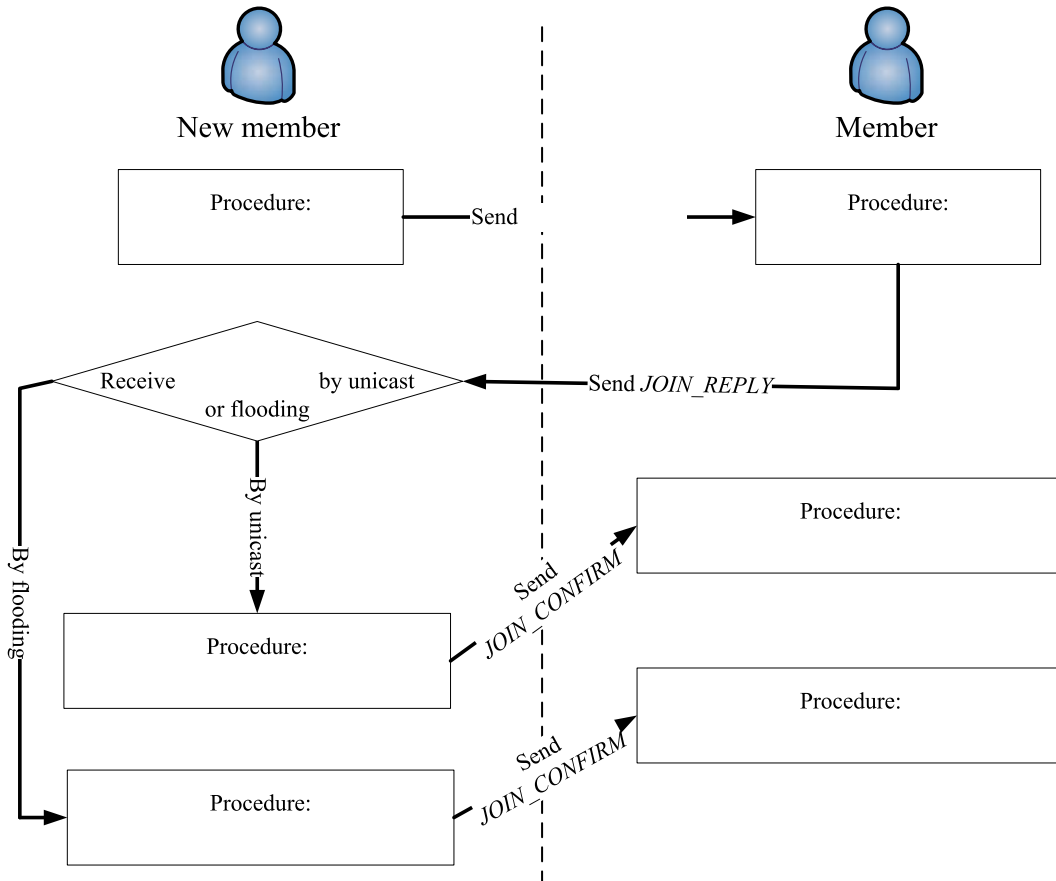 New member
Member
Procedure:
Send
Procedure:
Receive by unicast
or flooding
Send JOIN_REPLY
By unicast
By flooding
Procedure:
Send
JOIN_CONFIRM
Procedure:
Procedure:
Send
JOIN_CONFIRM
Procedure: